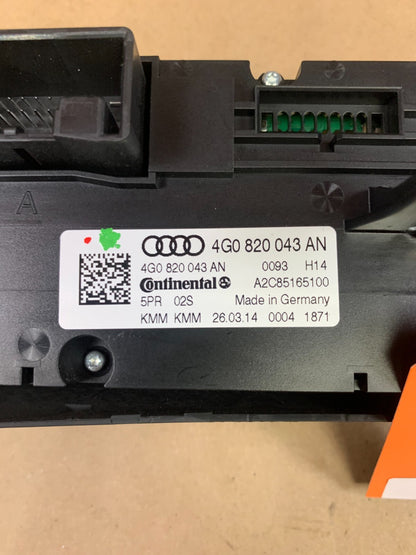 A
4G0 820 043 AN
4G0 820 043 AN 0093 H14
Continental A2C85165100
5PR 02S Made in Germany
KMM KMM 26.03.14 0004 1871